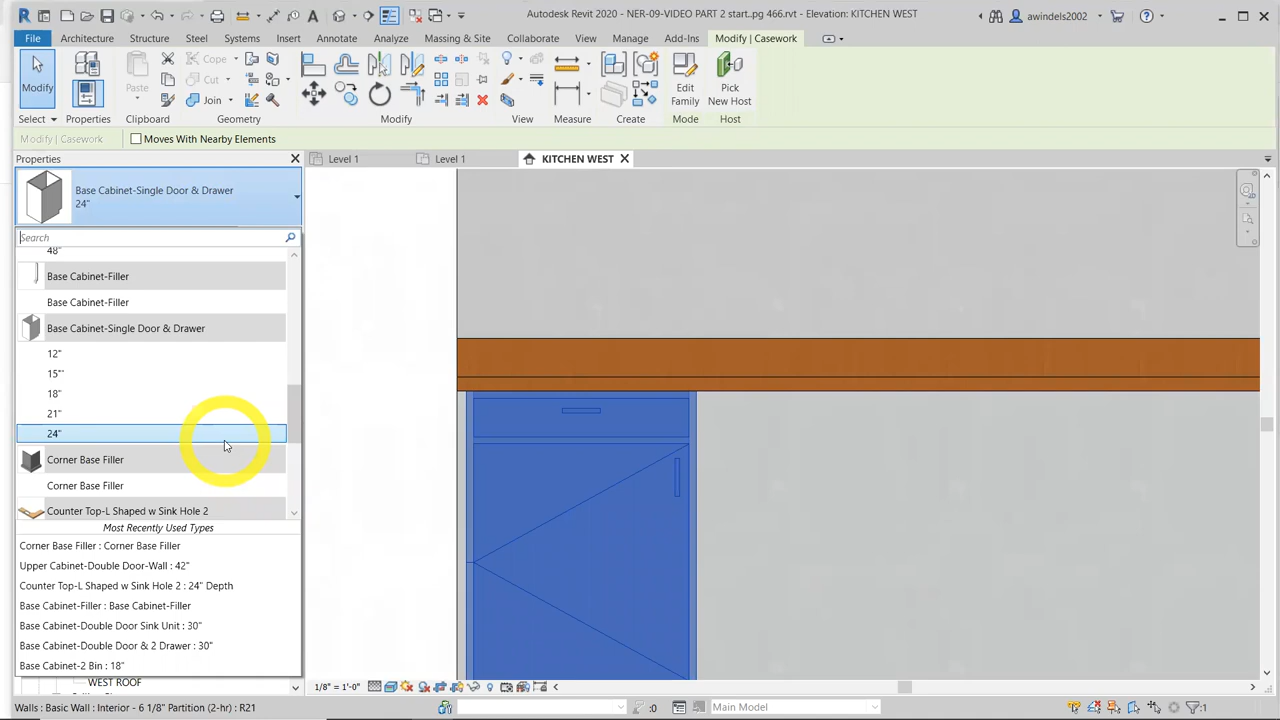 Autodesk Revit 2020 - NER-09-VIDEO PART 2 start..pg 466.rvt - Elevation: KITCHEN WEST
awindels2002
File
Architecture
Structure
Steel
Systems
Insert
Annotate
Analyze
Massing & Site
Collaborate
View
Manage
Add-Ins
Modify | Casework
Modify
Paste
Cope
Cut
Join
Edit Family
Pick New Host
Select
Properties
Clipboard
Geometry
Modify
View
Measure
Create
Mode
Host
Modify | Casework
Moves With Nearby Elements
Properties
Level 1
Level 1
KITCHEN WEST
Base Cabinet-Single Door & Drawer
24"
Search
48"
Base Cabinet-Filler
Base Cabinet-Filler
Base Cabinet-Single Door & Drawer
12"
15"
18"
21"
24"
Corner Base Filler
Corner Base Filler
Counter Top-L Shaped w Sink Hole 2
Most Recently Used Types
Corner Base Filler : Corner Base Filler
Upper Cabinet-Double Door-Wall : 42"
Counter Top-L Shaped w Sink Hole 2 : 24" Depth
Base Cabinet-Filler : Base Cabinet-Filler
Base Cabinet-Double Door Sink Unit : 30"
Base Cabinet-Double Door & 2 Drawer : 30"
Base Cabinet-2 Bin : 18"
WEST ROOF
1/8" = 1'-0"
Walls : Basic Wall : Interior - 6 1/8" Partition (2-hr) : R21
:0
Main Model
:1